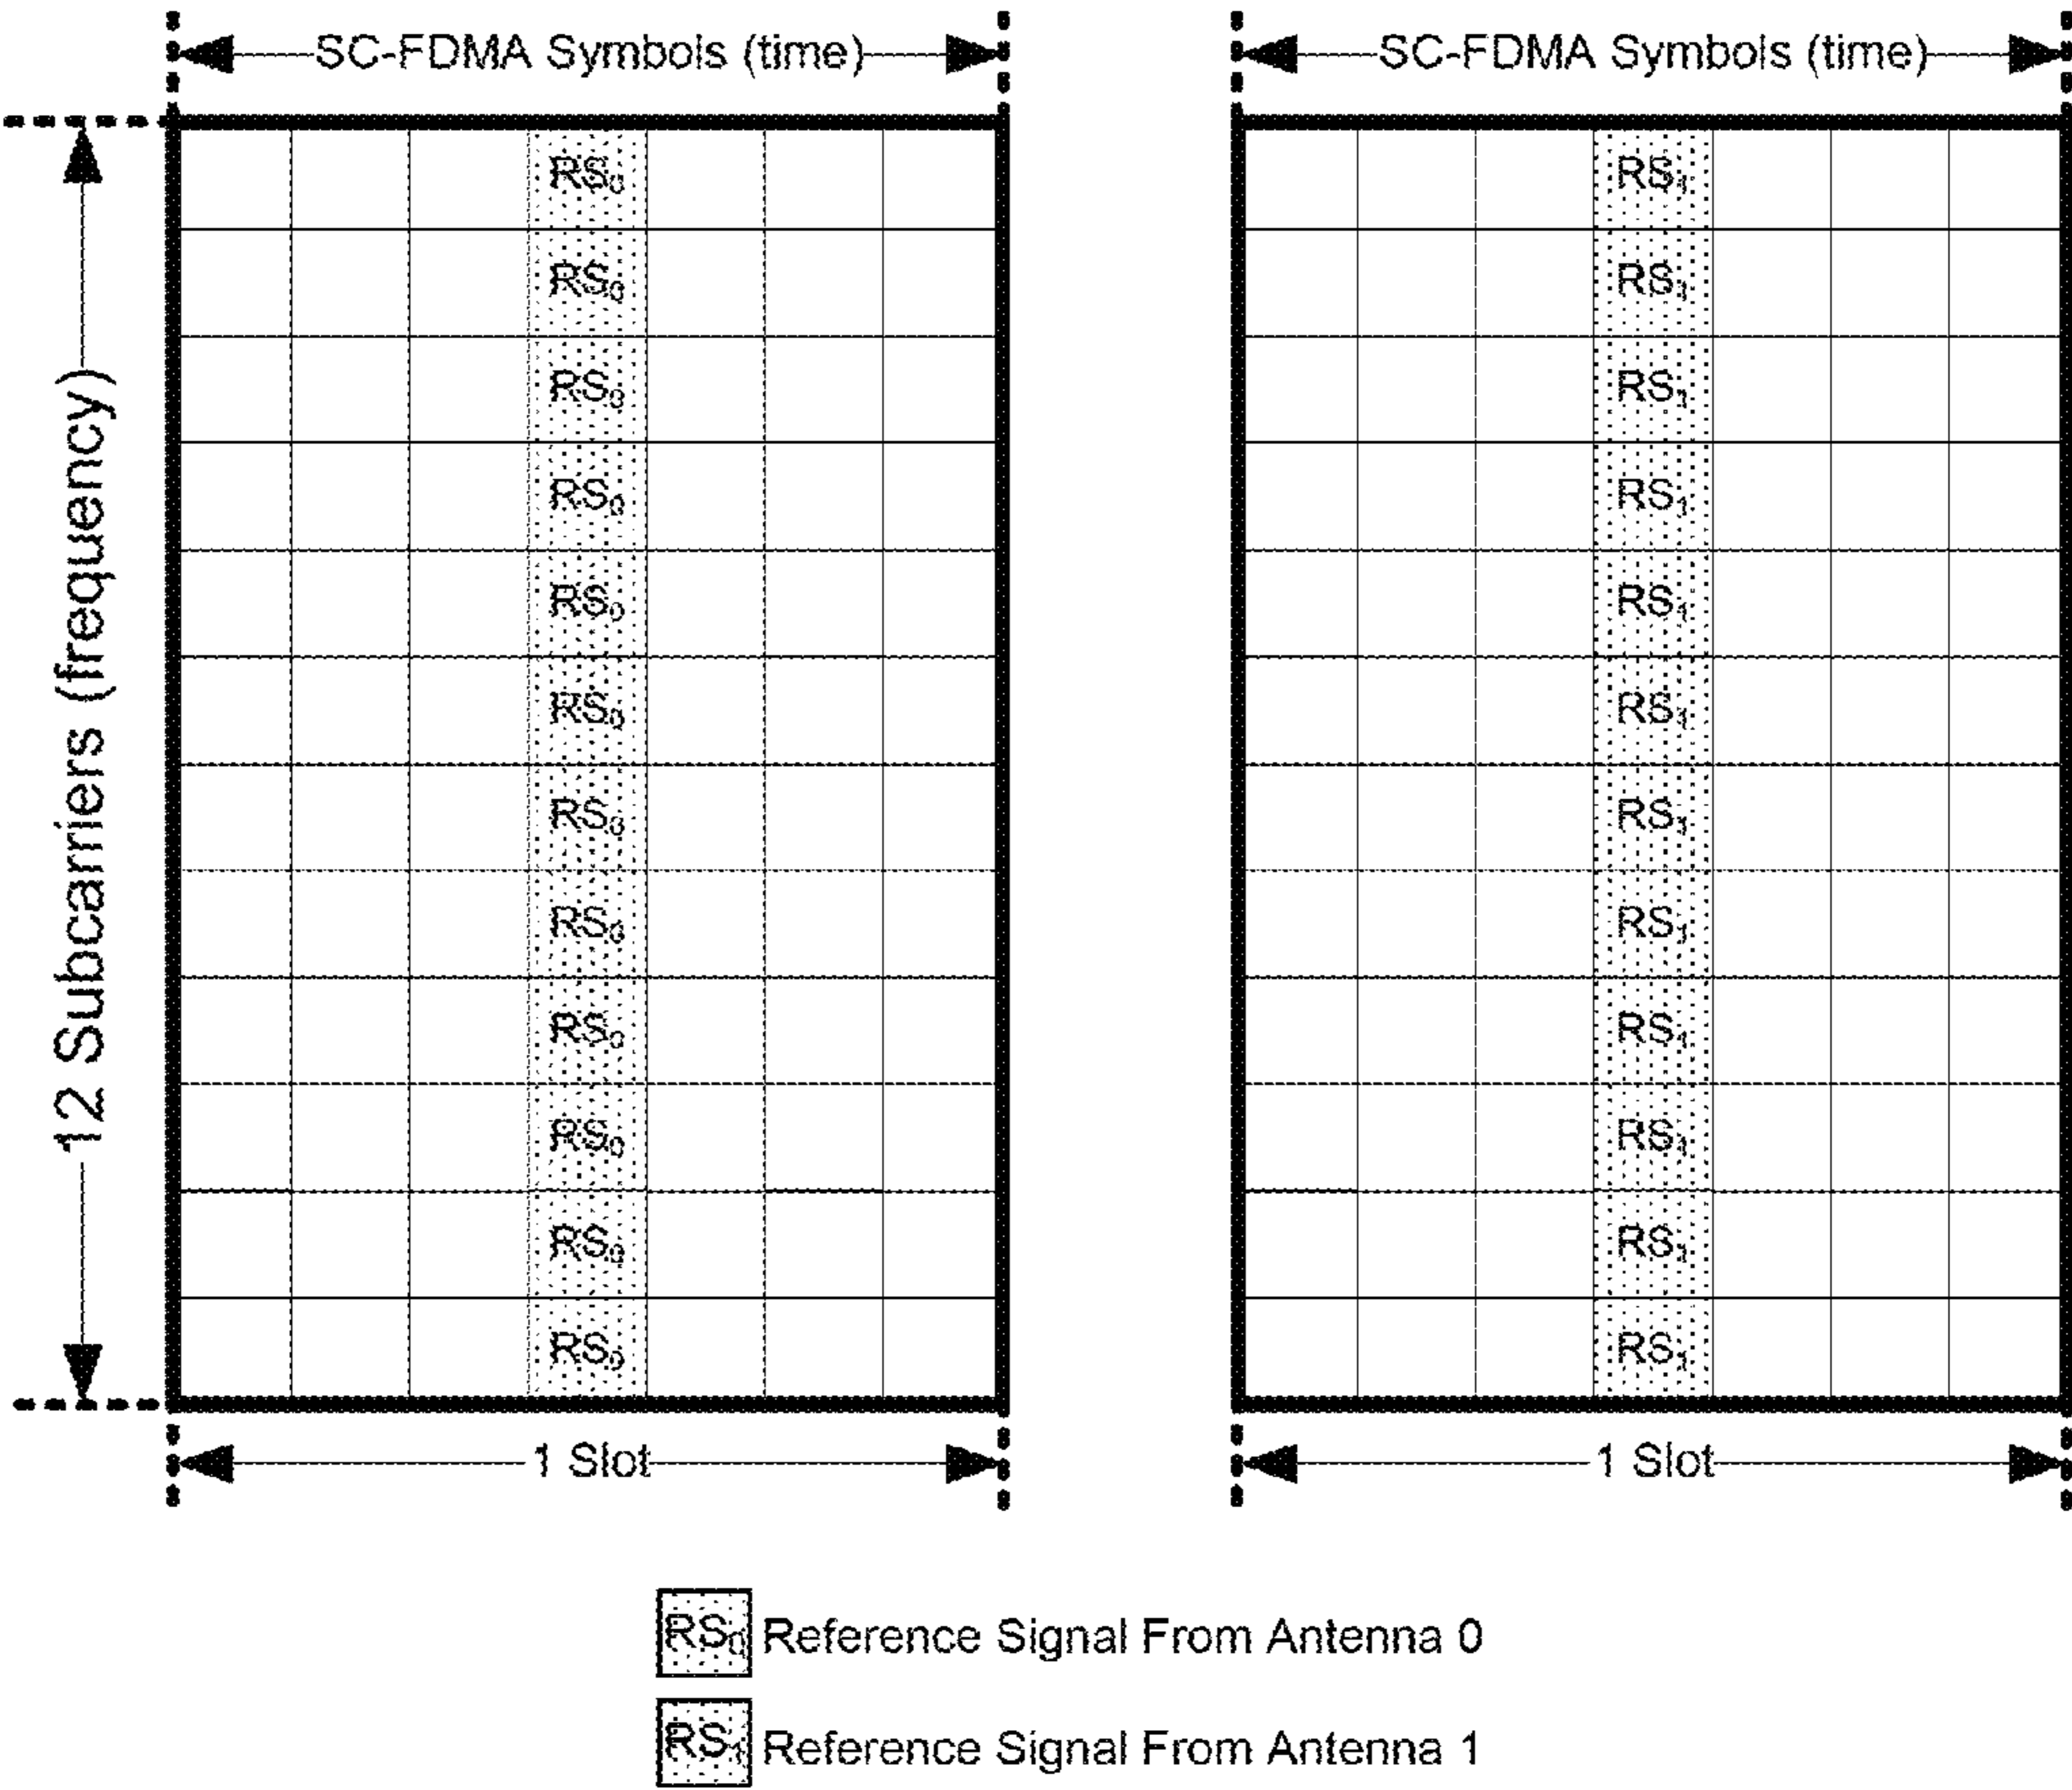 SC-FDMA Symbols (time) SC-FDMA Symbols (time)
12 Subcarriers (frequency)
RS0 RS1
RS0 RS1
RS0 RS1
RS0 RS1
RS0 RS1
RS0 RS1
RS0 RS1
RS0 RS1
RS0 RS1
RS0 RS1
RS0 RS1
RS0 RS1
1 Slot 1 Slot
RS0 Reference Signal From Antenna 0
RS1 Reference Signal From Antenna 1